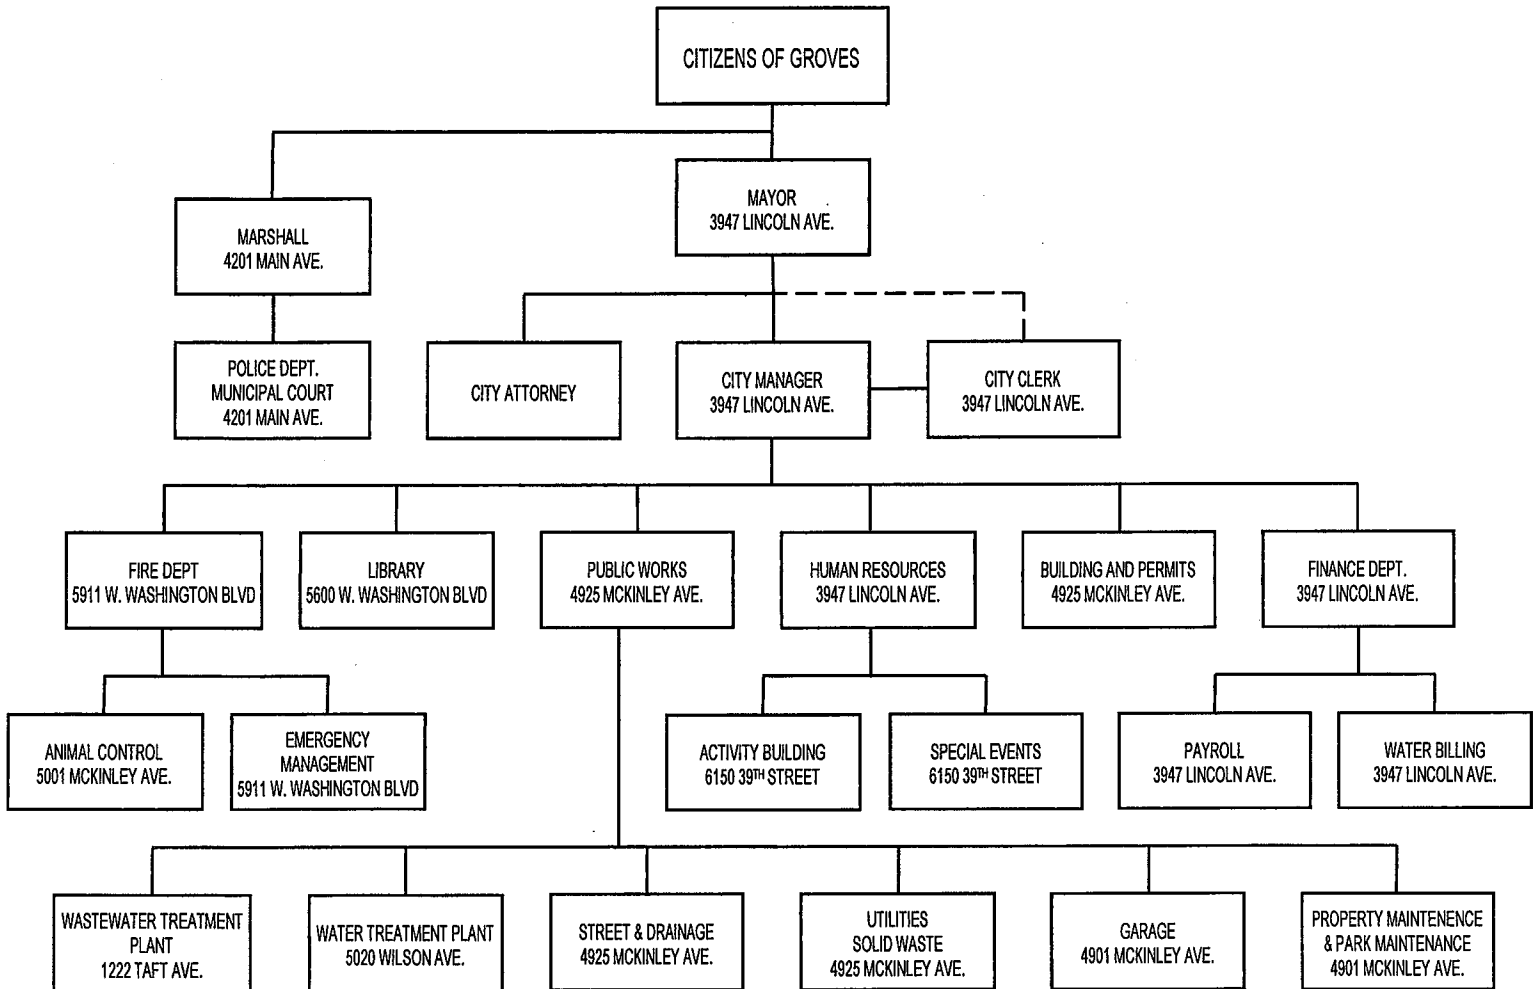 CITIZENS OF GROVES
MAYOR
3947 LINCOLN AVE.
MARSHALL
4201 MAIN AVE.
POLICE DEPT.
MUNICIPAL COURT
4201 MAIN AVE.
CITY ATTORNEY
CITY MANAGER
3947 LINCOLN AVE.
CITY CLERK
3947 LINCOLN AVE.
FIRE DEPT
5911 W. WASHINGTON BLVD
LIBRARY
5600 W. WASHINGTON BLVD
PUBLIC WORKS
4925 MCKINLEY AVE.
HUMAN RESOURCES
3947 LINCOLN AVE.
BUILDING AND PERMITS
4925 MCKINLEY AVE.
FINANCE DEPT.
3947 LINCOLN AVE.
ANIMAL CONTROL
5001 MCKINLEY AVE.
EMERGENCY
MANAGEMENT
5911 W. WASHINGTON BLVD
ACTIVITY BUILDING
6150 39TH STREET
SPECIAL EVENTS
6150 39TH STREET
PAYROLL
3947 LINCOLN AVE.
WATER BILLING
3947 LINCOLN AVE.
WASTEWATER TREATMENT
PLANT
1222 TAFT AVE.
WATER TREATMENT PLANT
5020 WILSON AVE.
STREET & DRAINAGE
4925 MCKINLEY AVE.
UTILITIES
SOLID WASTE
4925 MCKINLEY AVE.
GARAGE
4901 MCKINLEY AVE.
PROPERTY MAINTENENCE
& PARK MAINTENANCE
4901 MCKINLEY AVE.